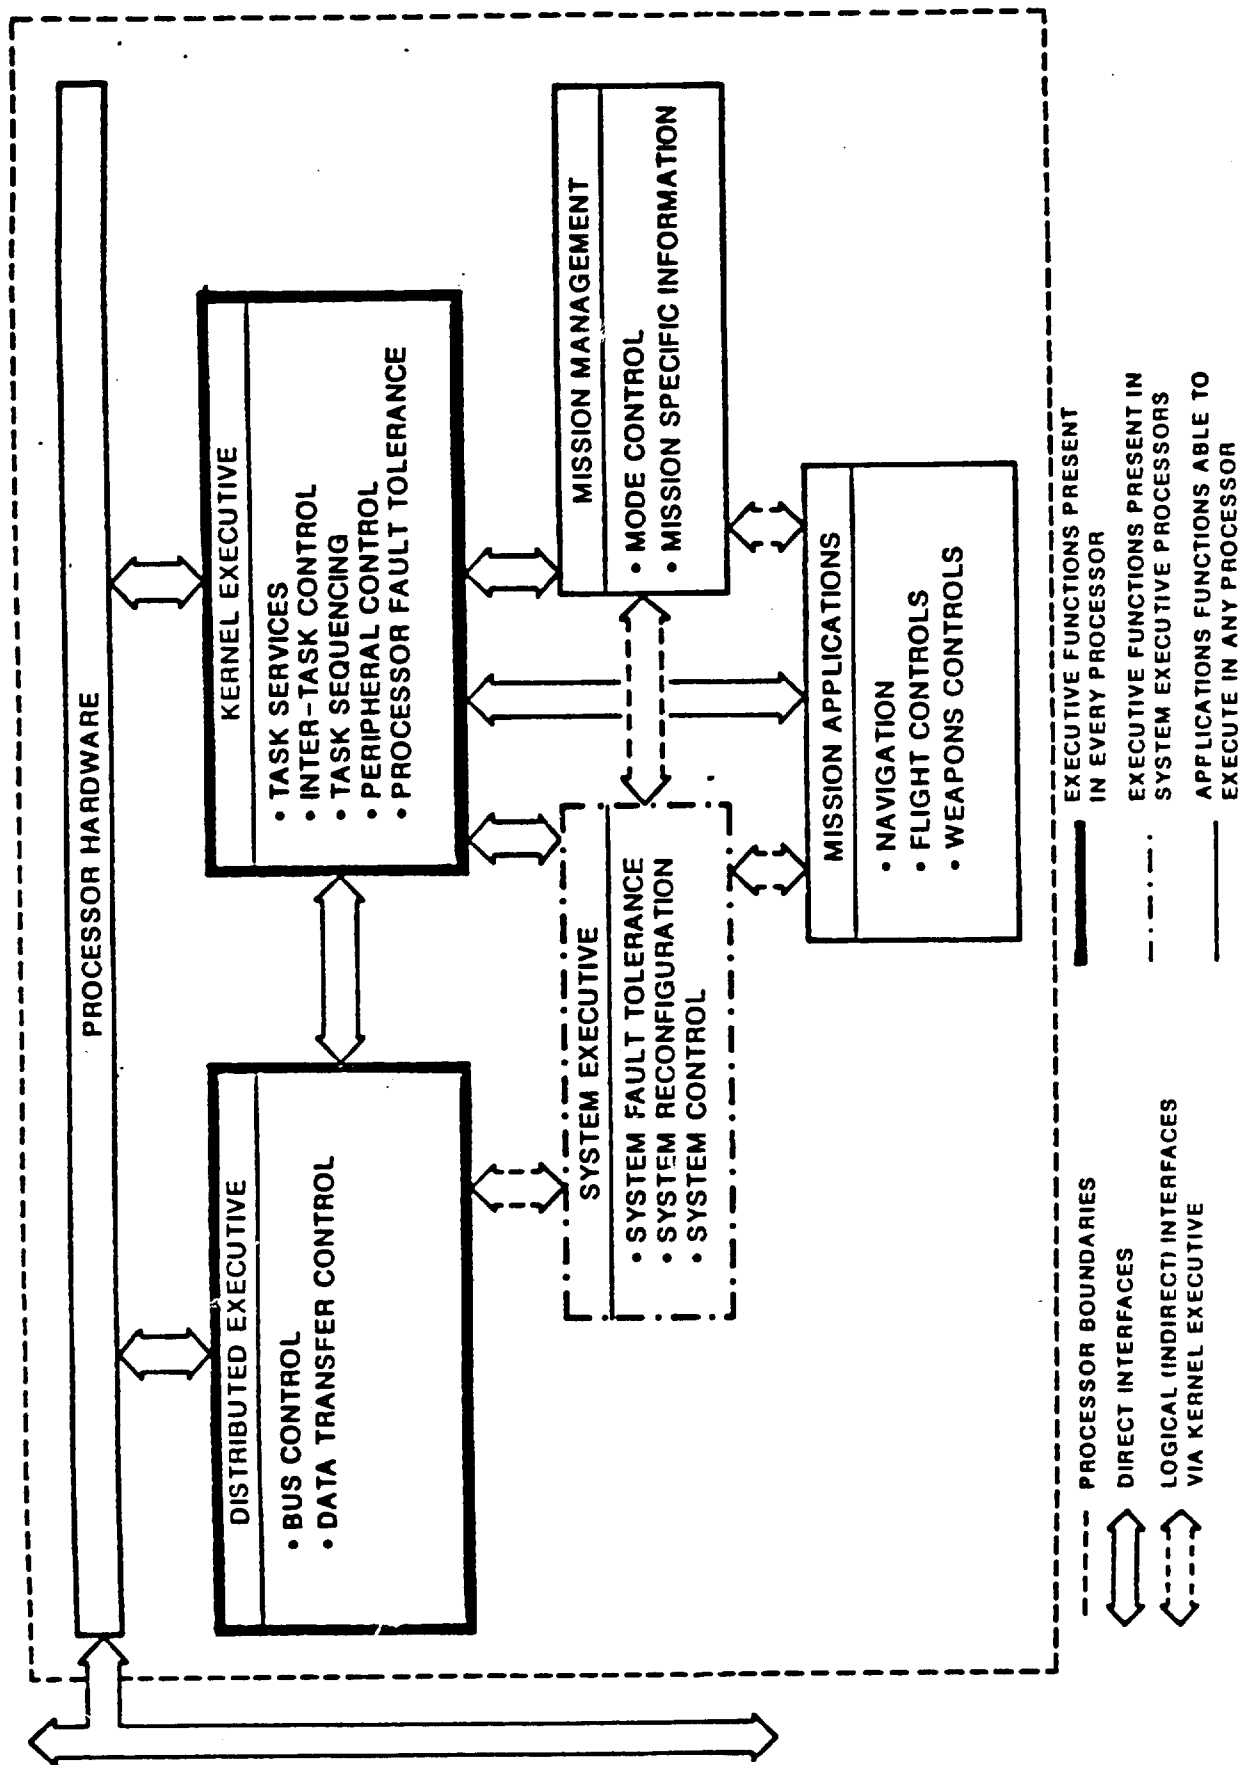 PROCESSOR HARDWARE
DISTRIBUTED EXECUTIVE
• BUS CONTROL
• DATA TRANSFER CONTROL
KERNEL EXECUTIVE
• TASK SERVICES
• INTER-TASK CONTROL
• TASK SEQUENCING
• PERIPHERAL CONTROL
• PROCESSOR FAULT TOLERANCE
SYSTEM EXECUTIVE
• SYSTEM FAULT TOLERANCE
• SYSTEM RECONFIGURATION
• SYSTEM CONTROL
MISSION MANAGEMENT
• MODE CONTROL
• MISSION SPECIFIC INFORMATION
MISSION APPLICATIONS
• NAVIGATION
• FLIGHT CONTROLS
• WEAPONS CONTROLS
PROCESSOR BOUNDARIES
DIRECT INTERFACES
LOGICAL (INDIRECT) INTERFACES
VIA KERNEL EXECUTIVE
EXECUTIVE FUNCTIONS PRESENT
IN EVERY PROCESSOR
EXECUTIVE FUNCTIONS PRESENT IN
SYSTEM EXECUTIVE PROCESSORS
APPLICATIONS FUNCTIONS ABLE TO
EXECUTE IN ANY PROCESSOR